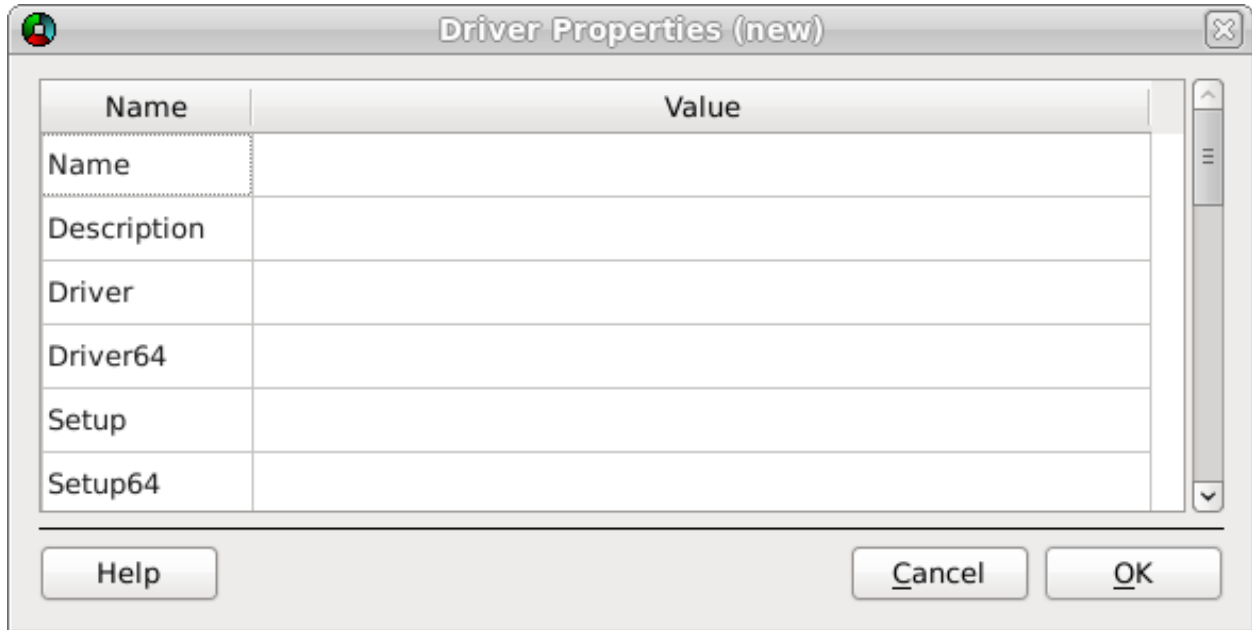 Driver Properties (new)
Name Value
Name
Description
Driver
Driver64
Setup
Setup64
Help Cancel OK